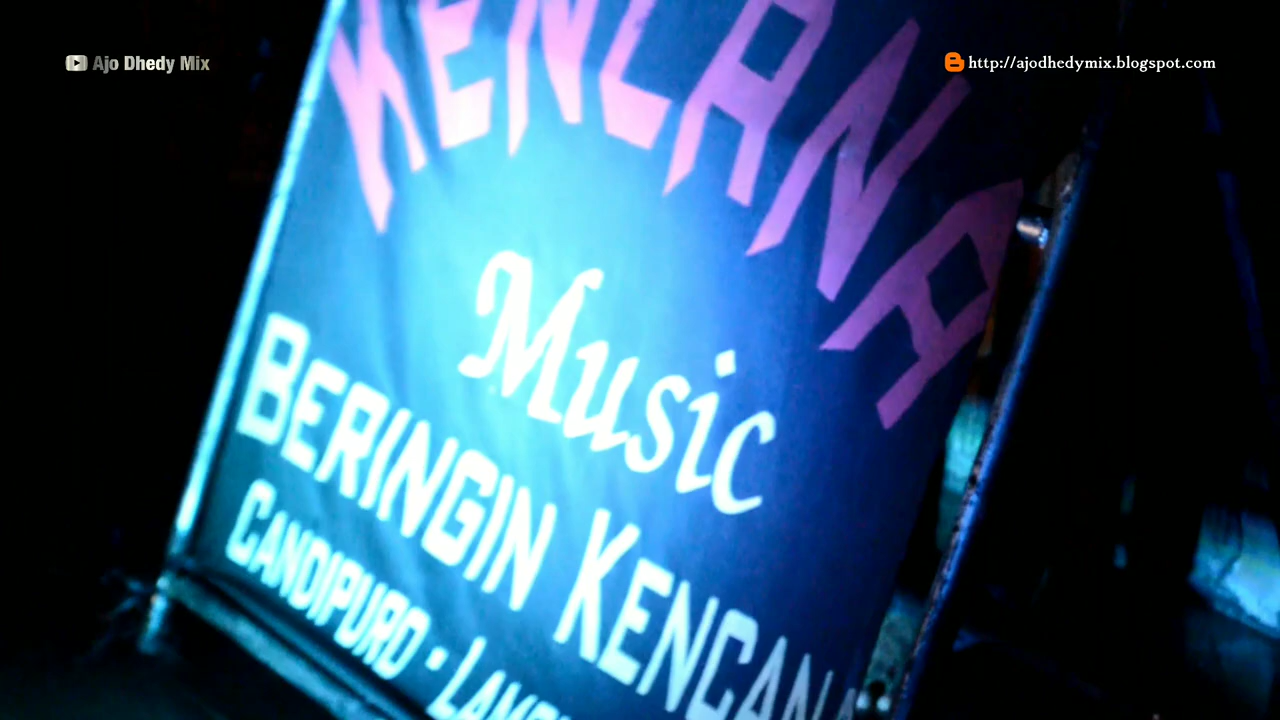 Ajo Dhedy Mix
http://ajodhedymix.blogspot.com
KENCANA
Music
BERINGIN KENCANA
CANDIPURO -